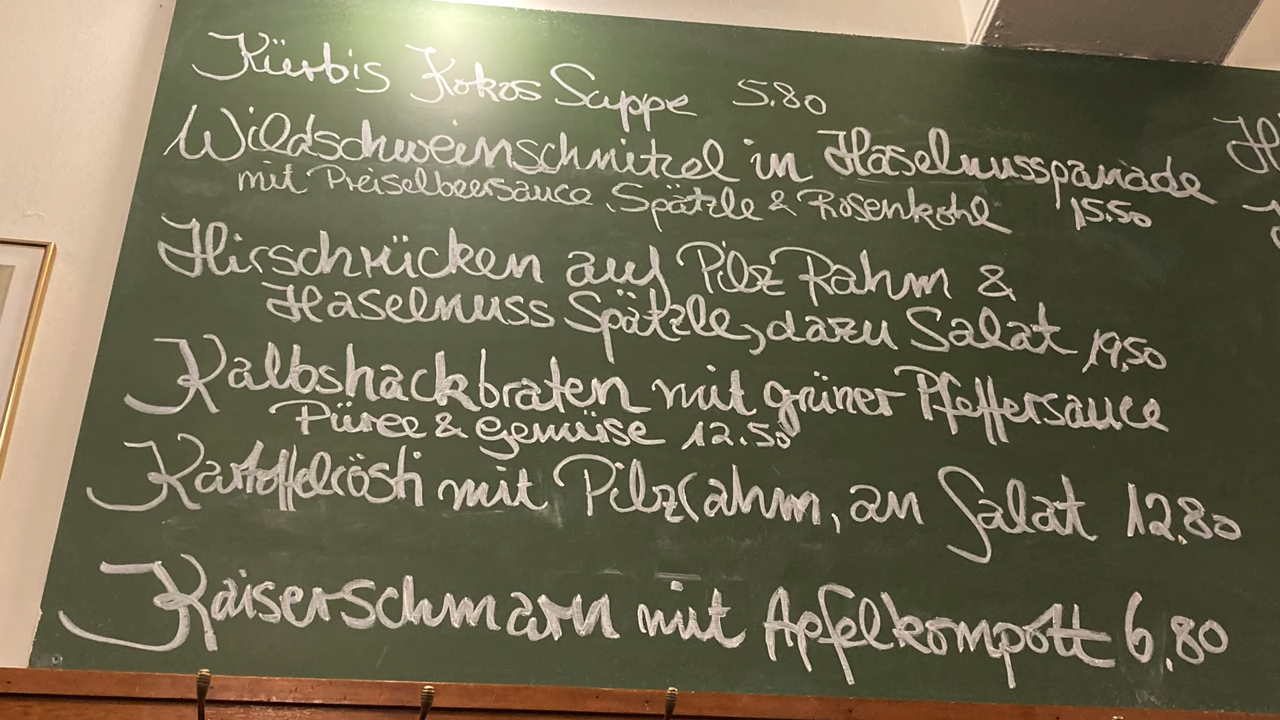 Kürbis Kokos Suppe 5.80
Wildschweinschnitzel in Haselnusspanade
mit Preiselbeersauce, Spätzle & Rosenkohl 15.50
Hirschrücken auf Pilz Rahm &
Haselnuss Spätzle, dazu Salat 19,50
Kalbshackbraten mit grüner Pfeffersauce
Püree & Gemüse 12.50
Kartoffelrösti mit Pilzrahm, an Salat 12.80
Kaiserschmarn mit Apfelkompott 6.80